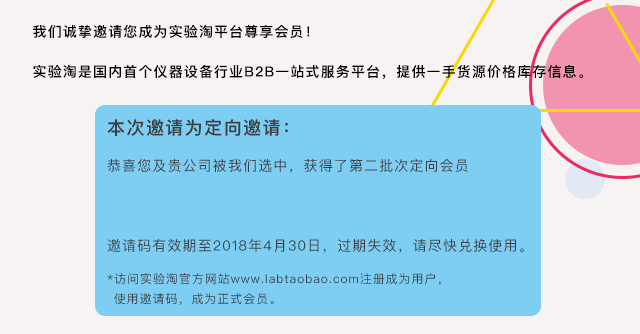 我们诚挚邀请您成为实验淘平台尊享会员！
实验淘是国内首个仪器设备行业B2B一站式服务平台，提供一手货源价格库存信息。
本次邀请为定向邀请：
恭喜您及贵公司被我们选中，获得了第二批次定向会员
邀请码有效期至2018年4月30日，过期失效，请尽快兑换使用。
*访问实验淘官方网站www.labtaobao.com注册成为用户，
使用邀请码，成为正式会员。